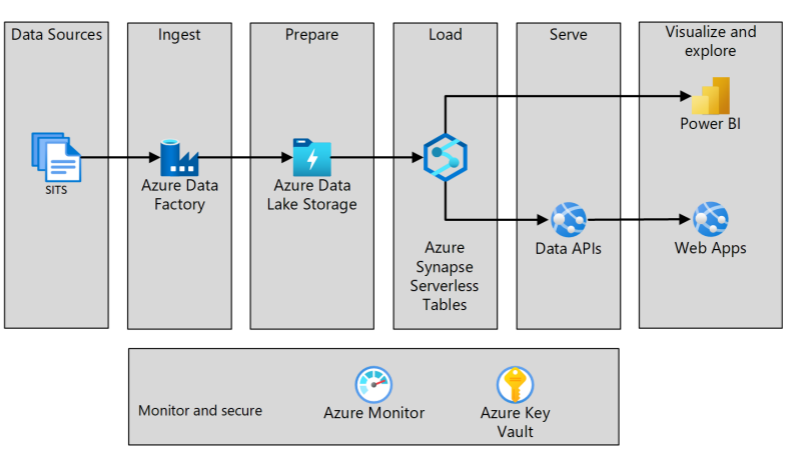 Data Sources
Ingest
Prepare
Load
Serve
Visualize and
explore
SITS
Azure Data
Factory
Azure Data
Lake Storage
Azure
Synapse
Serverless
Tables
Data APIs
Power BI
Web Apps
Monitor and secure
Azure Monitor
Azure Key
Vault